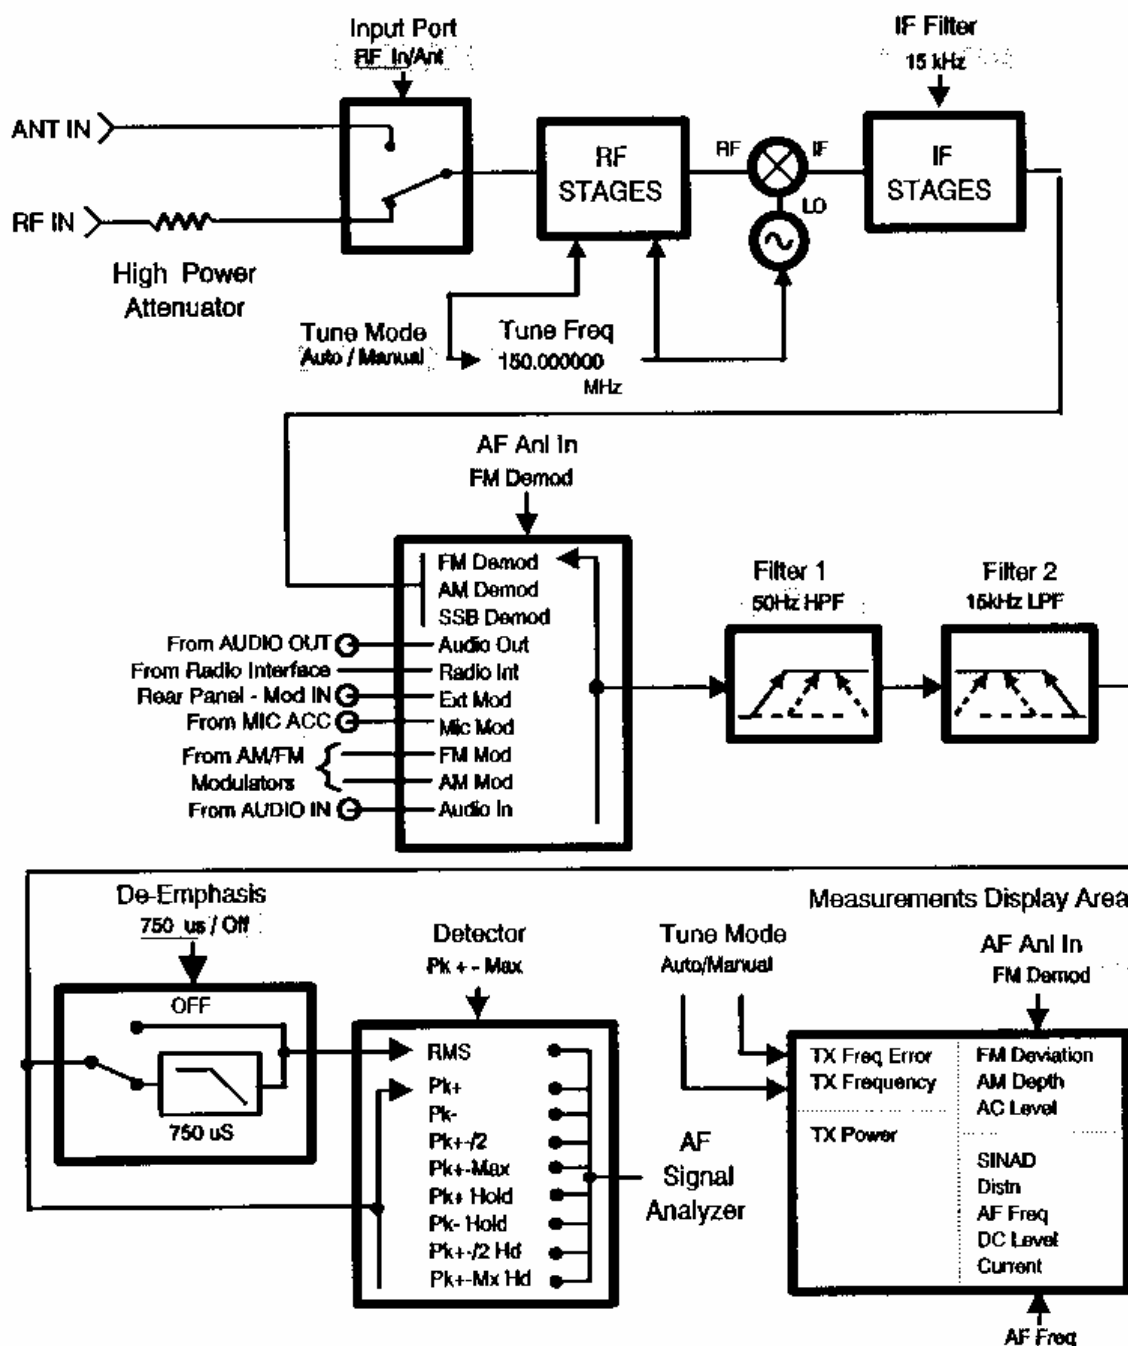 Input Port
RF In/Ant
IF Filter
15 kHz
ANT IN
RF IN
High Power
Attenuator
RF
STAGES
RF
IF
LO
IF
STAGES
Tune Mode
Auto / Manual
Tune Freq
150.000000
MHz
AF Anl In
FM Demod
FM Demod
AM Demod
SSB Demod
From AUDIO OUT
Audio Out
From Radio Interface
Radio Int
Rear Panel - Mod IN
Ext Mod
From MIC ACC
Mic Mod
From AM/FM
Modulators
FM Mod
AM Mod
From AUDIO IN
Audio In
Filter 1
50Hz HPF
Filter 2
15kHz LPF
De-Emphasis
750 us / Off
OFF
750 uS
Detector
Pk + - Max
RMS
Pk+
Pk-
Pk+-/2
Pk+-Max
Pk+ Hold
Pk- Hold
Pk+-/2 Hd
Pk+-Mx Hd
AF
Signal
Analyzer
Measurements Display Area
Tune Mode
Auto/Manual
AF Anl In
FM Demod
TX Freq Error
TX Frequency
TX Power
FM Deviation
AM Depth
AC Level
SINAD
Distn
AF Freq
DC Level
Current
AF Freq